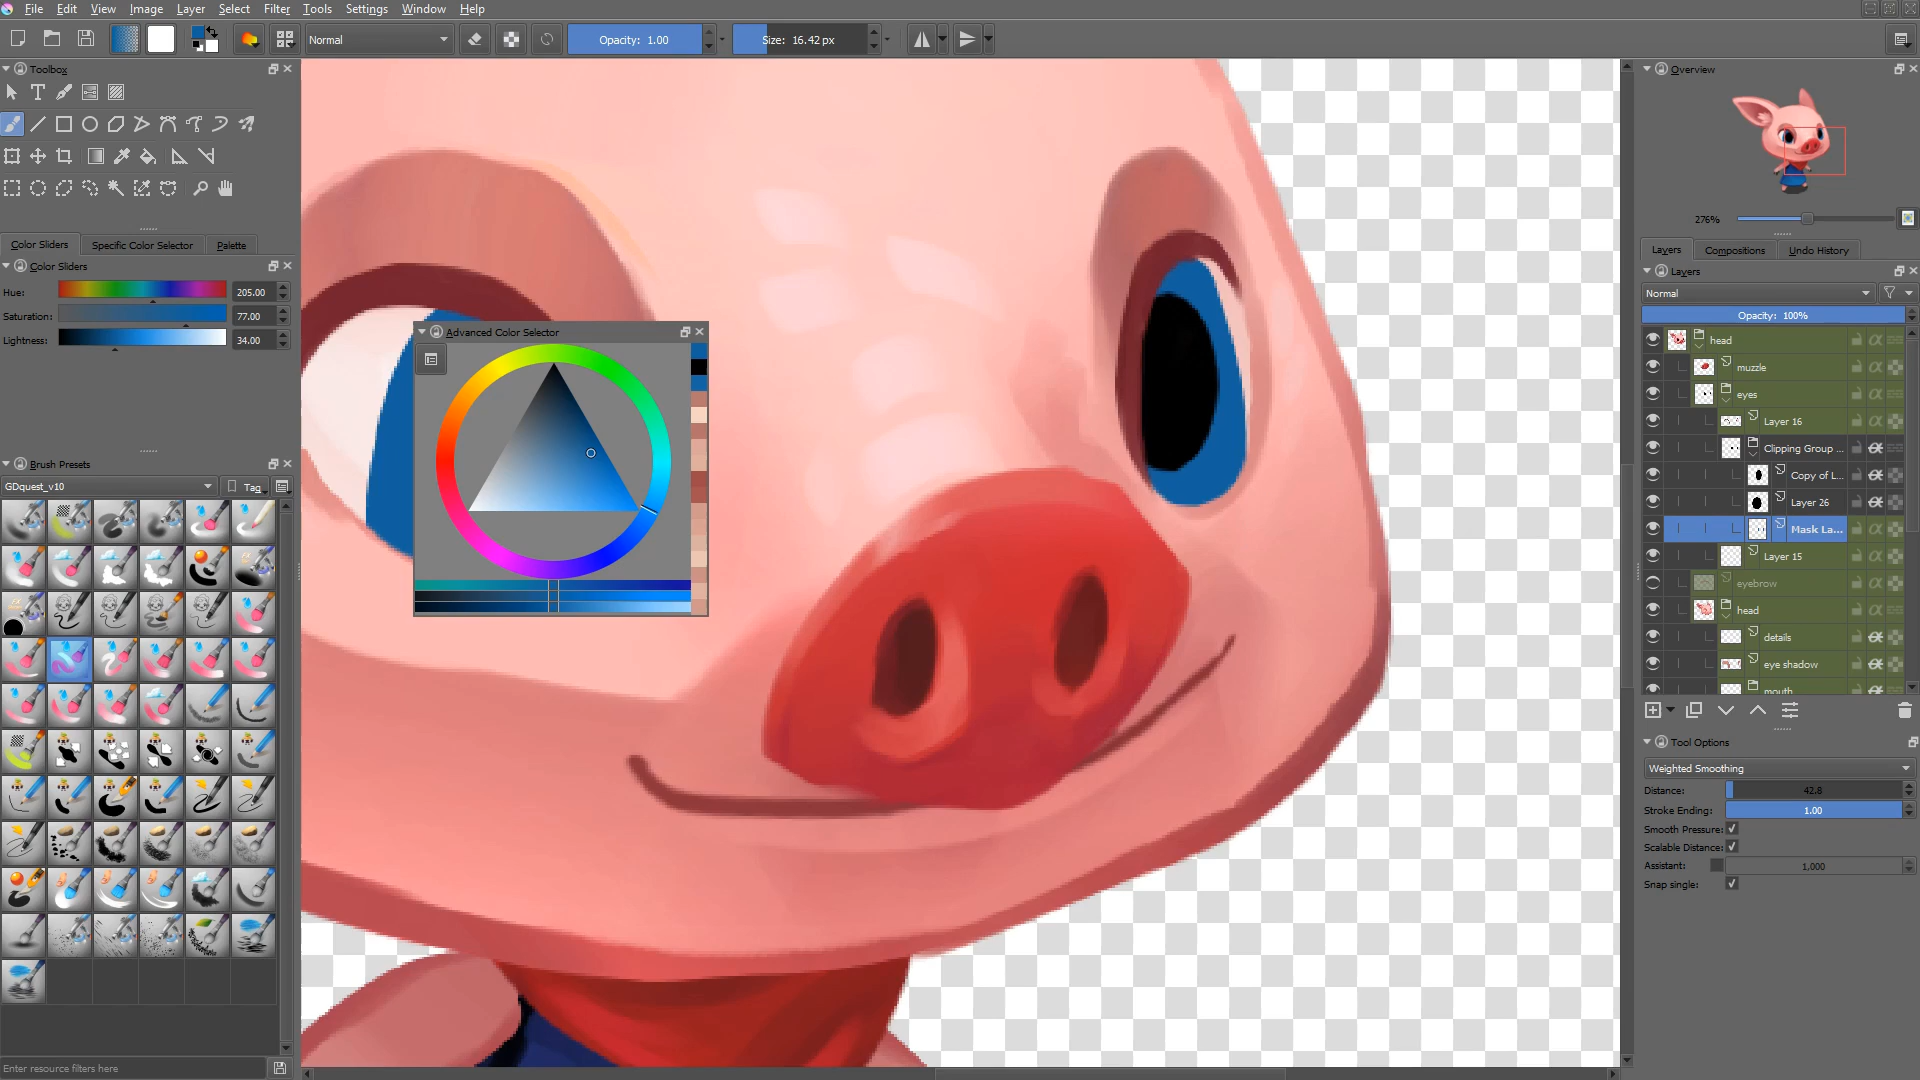 File Edit View Image Layer Select Filter Tools Settings Window Help
Normal
Opacity: 1.00
Size: 16.42 px
Toolbox
Color Sliders Specific Color Selector Palette
Color Sliders
Hue: 205.00
Saturation: 77.00
Lightness: 34.00
Brush Presets
GDquest_v10
Tag
Enter resource filters here
Advanced Color Selector
Overview
276%
Layers Compositions Undo History
Layers
Normal
Opacity: 100%
head
muzzle
eyes
Layer 16
Clipping Group ...
Copy of L...
Layer 26
Mask La...
Layer 15
eyebrow
head
details
eye shadow
mouth
Tool Options
Weighted Smoothing
Distance: 42.8
Stroke Ending: 1.00
Smooth Pressure:
Scalable Distance:
Assistant: 1,000
Snap single: